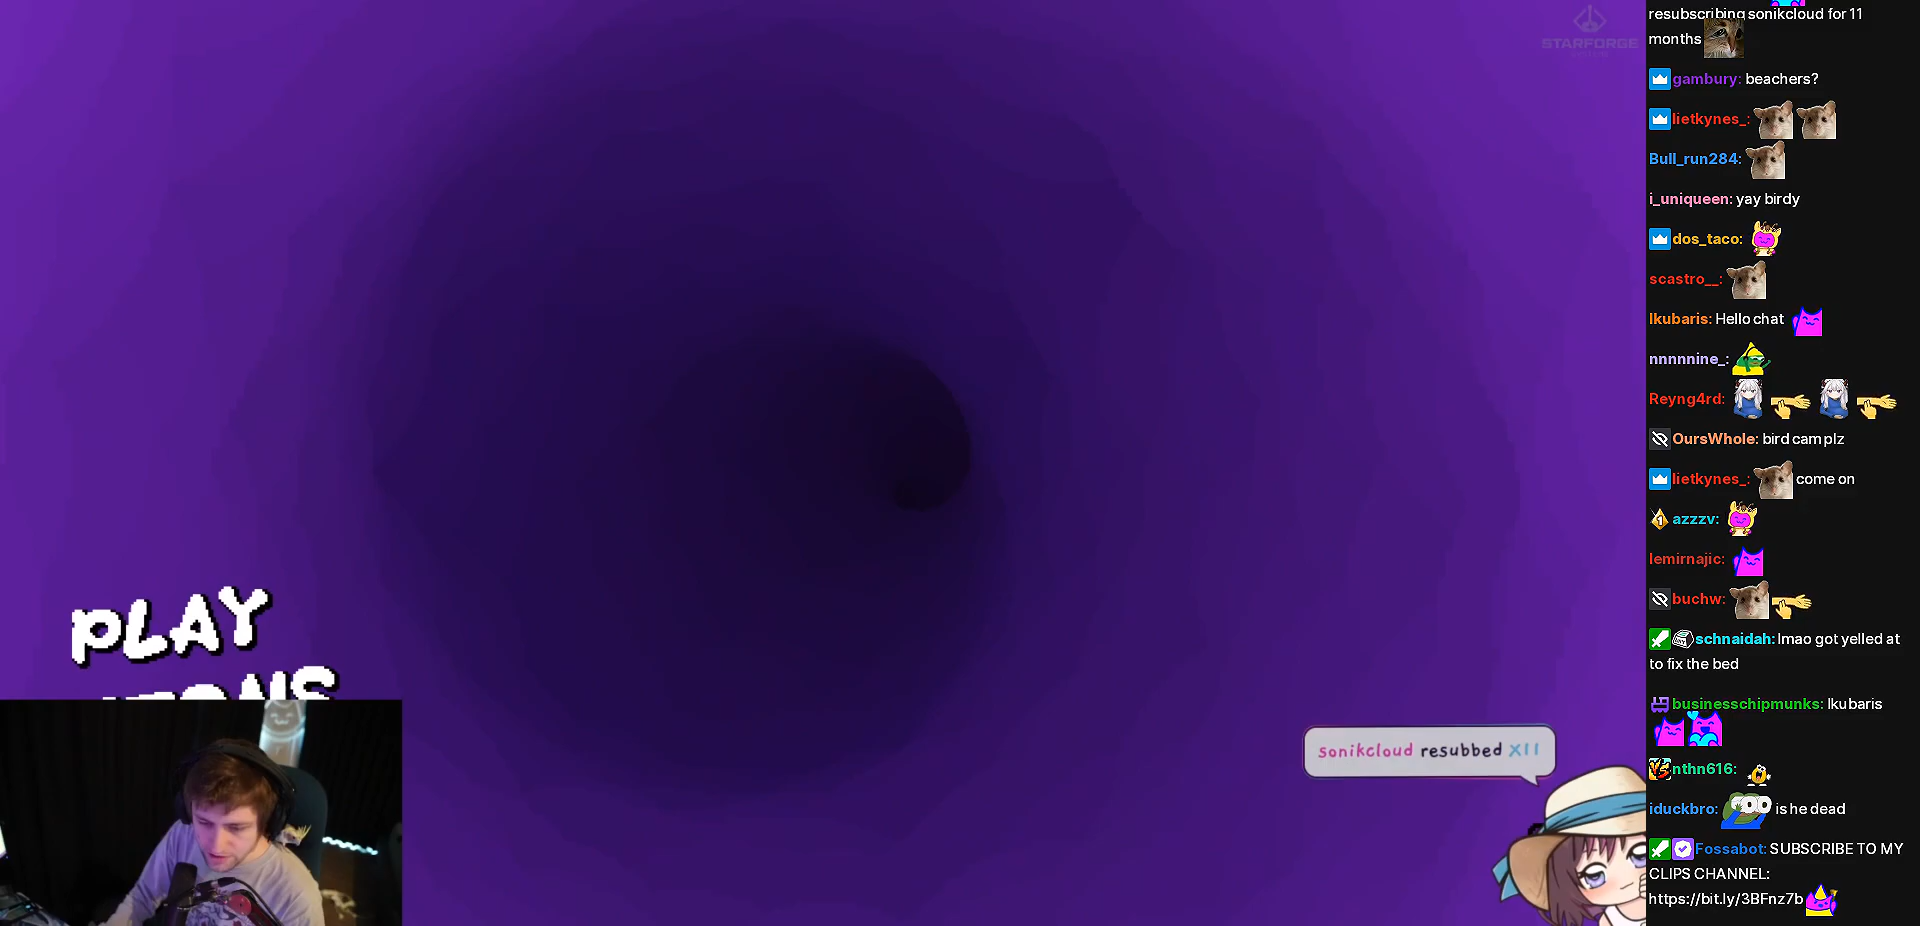 STARFORGE
PLAY
sonikcloud resubbed XII
resubscribing sonikcloud for 11
months
gambury: beachers?
lietkynes_:
Bull_run284:
i_uniqueen: yay birdy
dos_taco:
scastro__:
Ikubaris: Hello chat
nnnnnine_:
Reyng4rd:
OursWhole: bird cam plz
lietkynes_: come on
azzzv:
lemirnajic:
buchw:
schnaidah: lmao got yelled at
to fix the bed
businesschipmunks: Ikubaris
nthn616:
iduckbro: is he dead
Fossabot: SUBSCRIBE TO MY
CLIPS CHANNEL:
https://bit.ly/3BFnz7b